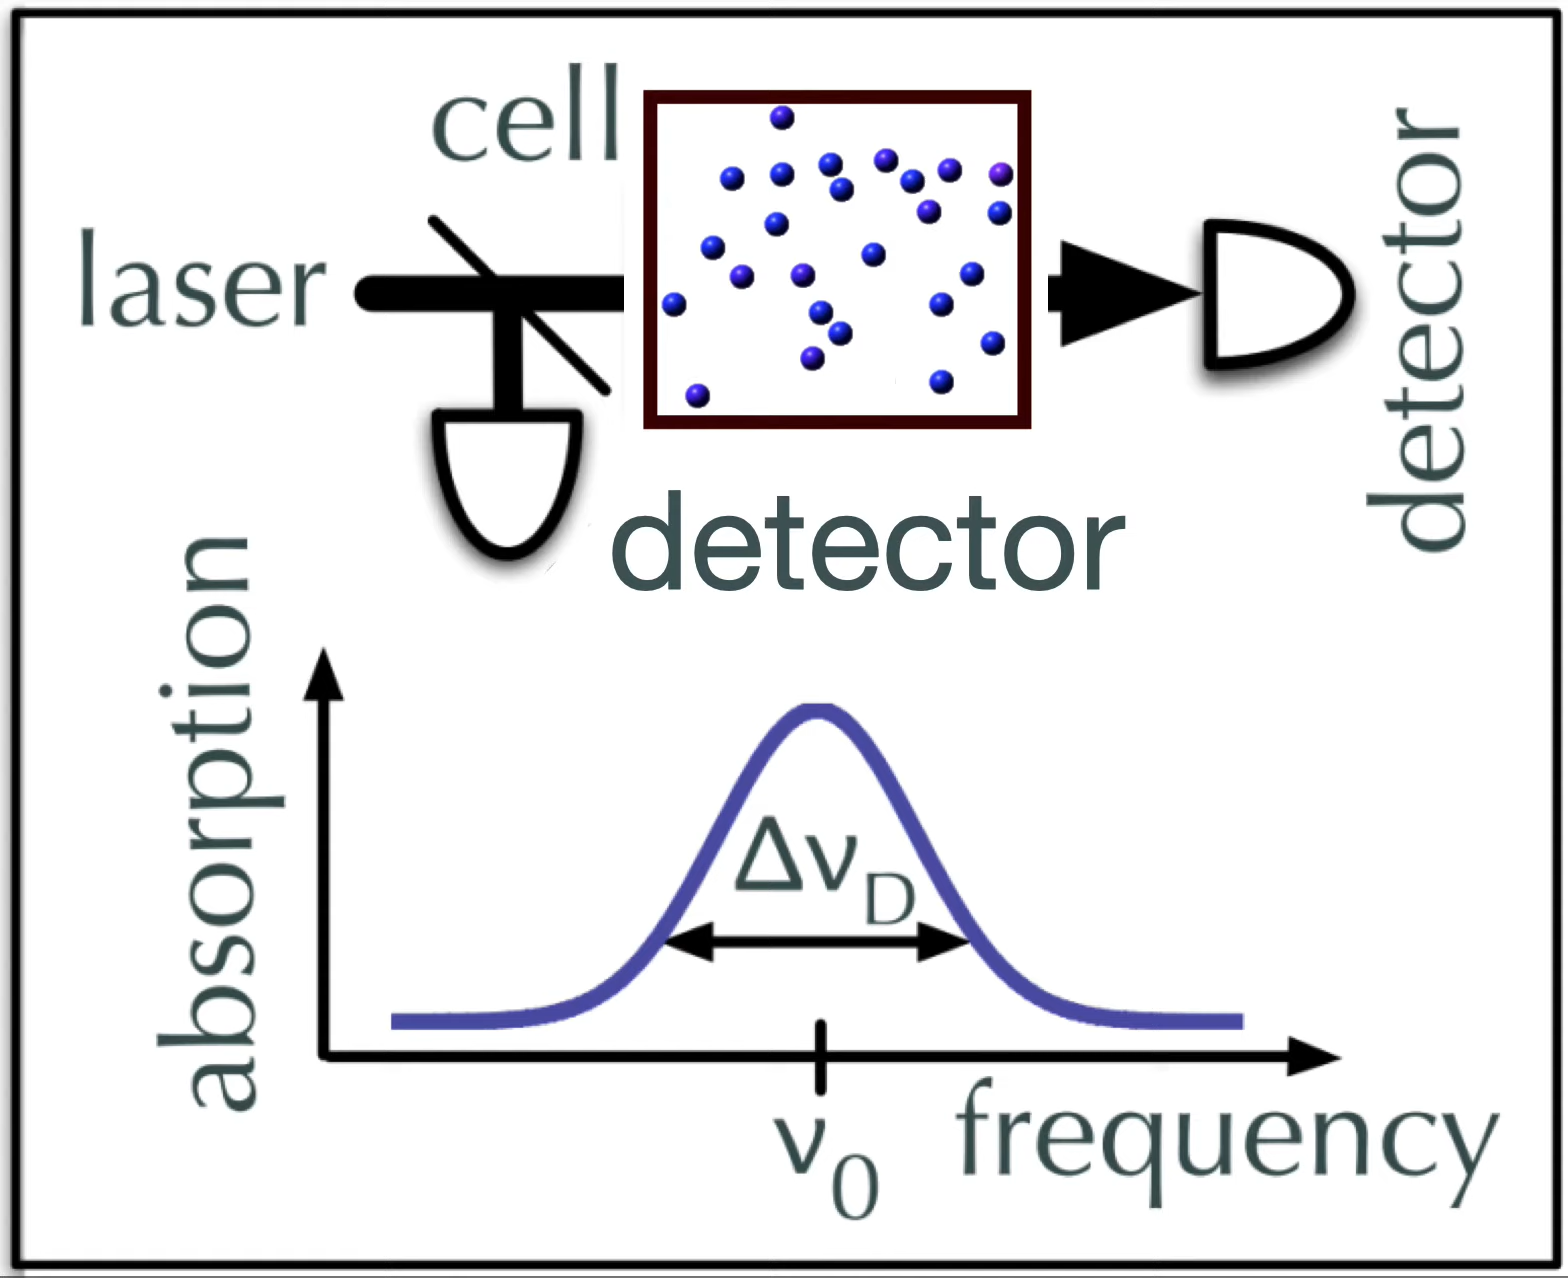 cell
laser
detector
detector
absorption
Δν_D
ν_0
frequency